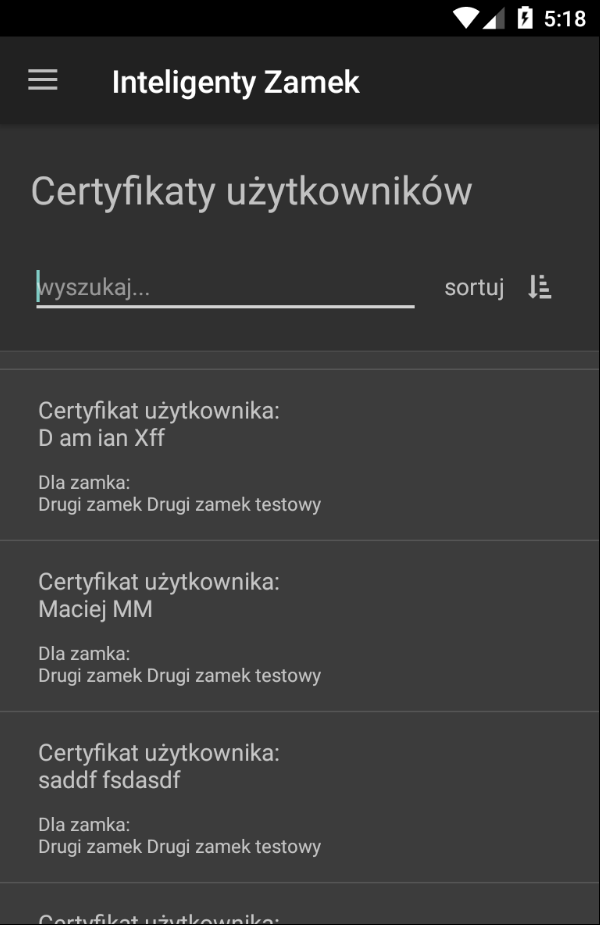 5:18
Inteligenty Zamek
Certyfikaty użytkowników
wyszukaj...
sortuj
Certyfikat użytkownika:
D am ian Xff
Dla zamka:
Drugi zamek Drugi zamek testowy
Certyfikat użytkownika:
Maciej MM
Dla zamka:
Drugi zamek Drugi zamek testowy
Certyfikat użytkownika:
saddf fsdasdf
Dla zamka:
Drugi zamek Drugi zamek testowy
Certyfikat użytkownika: